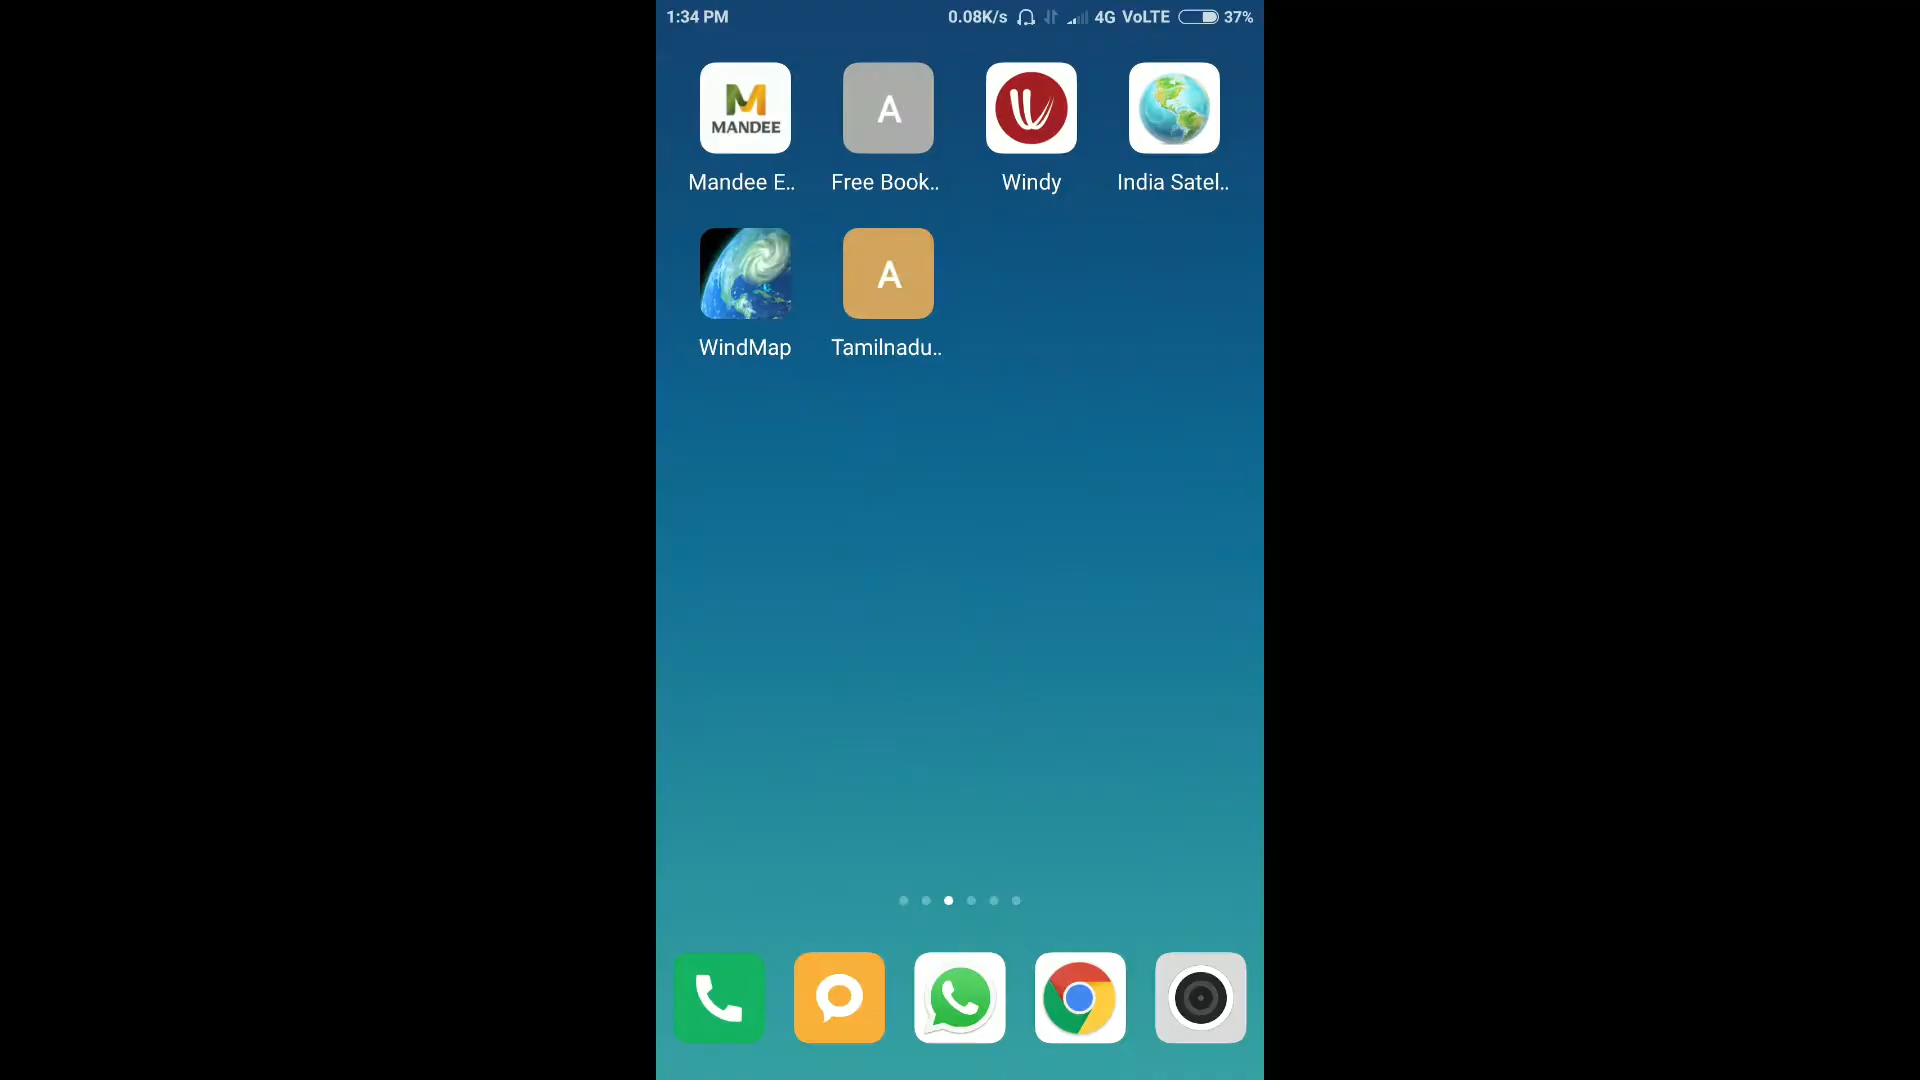 1:34 PM 0.08K/s 4G VoLTE 37%
MANDEE A
Mandee E.. Free Book.. Windy India Satel..
A
WindMap Tamilnadu..